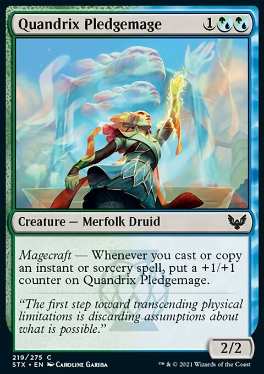 Quandrix Pledgemage 1
Creature — Merfolk Druid
Magecraft — Whenever you cast or
copy an instant or sorcery spell, put a +1/+1
counter on Quandrix Pledgemage.
"The first step toward transcending physical
limitations is discarding assumptions about
what is possible."
2/2
219/275 C
STX • EN
™ & © 2021 Wizards of the Coast